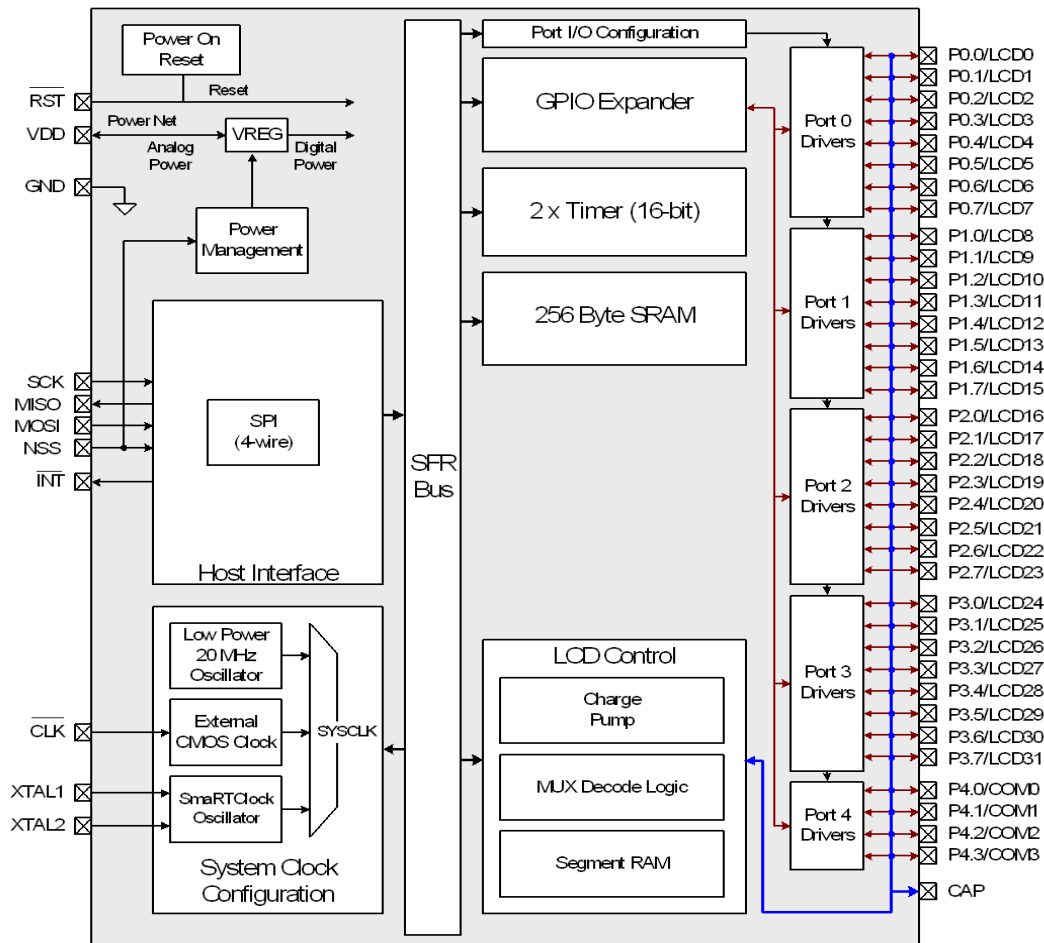 Power On
Reset
RST
Reset
VDD
Power Net
Analog
Power
VREG
Digital
Power
GND
Power
Management
SCK
MISO
MOSI
NSS
INT
SPI
(4-wire)
Host Interface
Low Power
20 MHz
Oscillator
CLK
External
CMOS Clock
SYSCLK
XTAL1
XTAL2
SmaRTClock
Oscillator
System Clock
Configuration
SFR
Bus
Port I/O Configuration
GPIO Expander
2 x Timer (16-bit)
256 Byte SRAM
LCD Control
Charge
Pump
MUX Decode Logic
Segment RAM
Port 0
Drivers
Port 1
Drivers
Port 2
Drivers
Port 3
Drivers
Port 4
Drivers
P0.0/LCD0
P0.1/LCD1
P0.2/LCD2
P0.3/LCD3
P0.4/LCD4
P0.5/LCD5
P0.6/LCD6
P0.7/LCD7
P1.0/LCD8
P1.1/LCD9
P1.2/LCD10
P1.3/LCD11
P1.4/LCD12
P1.5/LCD13
P1.6/LCD14
P1.7/LCD15
P2.0/LCD16
P2.1/LCD17
P2.2/LCD18
P2.3/LCD19
P2.4/LCD20
P2.5/LCD21
P2.6/LCD22
P2.7/LCD23
P3.0/LCD24
P3.1/LCD25
P3.2/LCD26
P3.3/LCD27
P3.4/LCD28
P3.5/LCD29
P3.6/LCD30
P3.7/LCD31
P4.0/COM0
P4.1/COM1
P4.2/COM2
P4.3/COM3
CAP